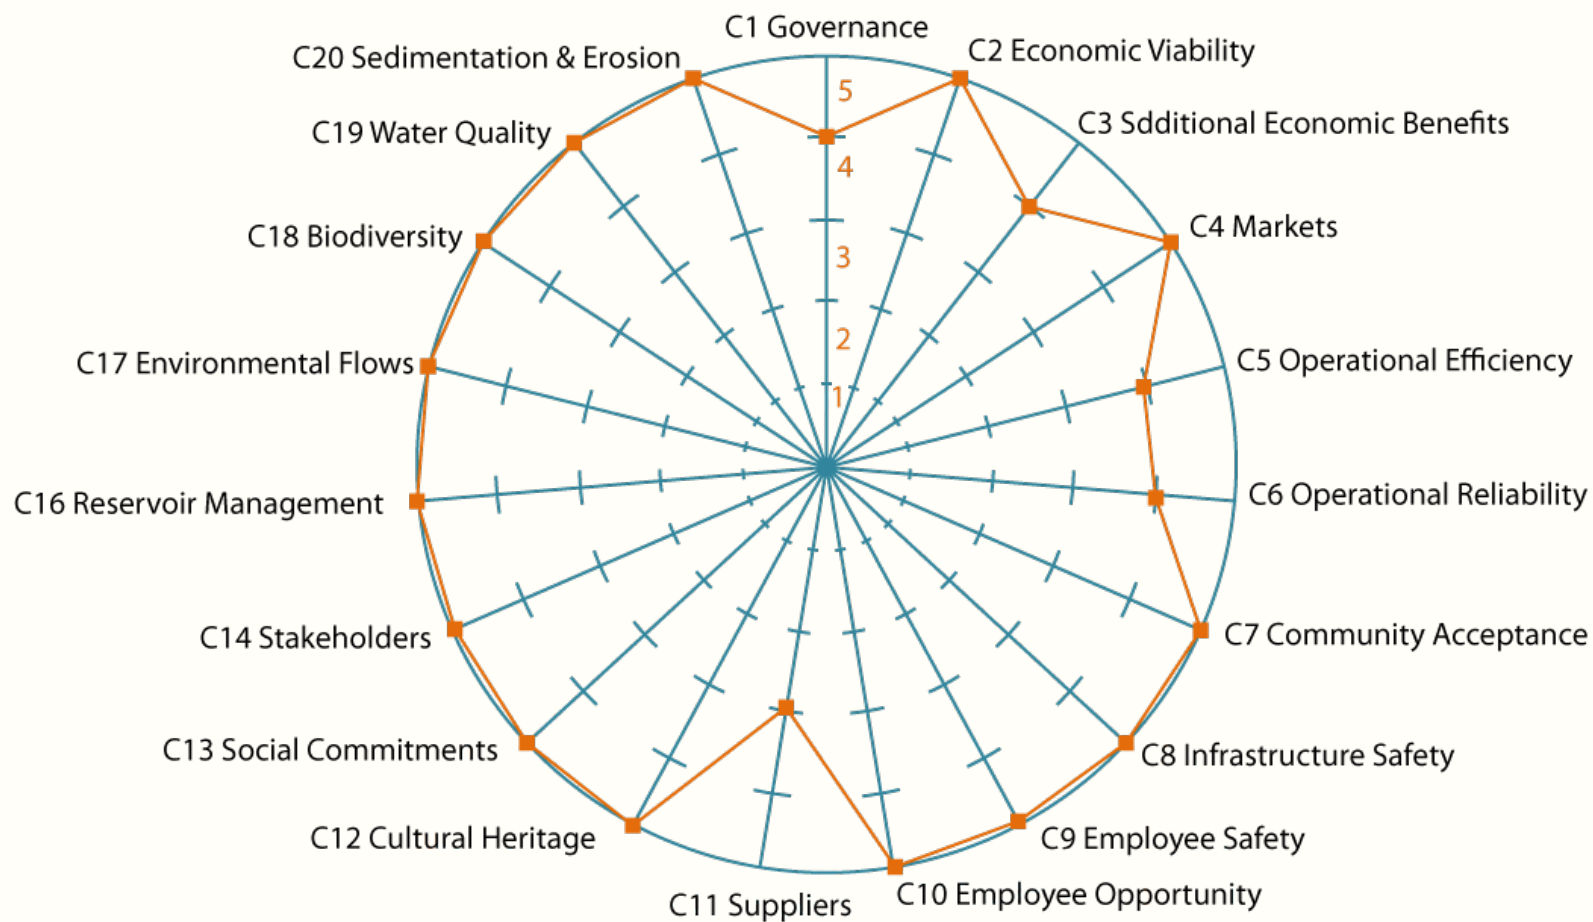 C1 Governance
C2 Economic Viability
C3 Sdditional Economic Benefits
C4 Markets
C5 Operational Efficiency
C6 Operational Reliability
C7 Community Acceptance
C8 Infrastructure Safety
C9 Employee Safety
C10 Employee Opportunity
C11 Suppliers
C12 Cultural Heritage
C13 Social Commitments
C14 Stakeholders
C16 Reservoir Management
C17 Environmental Flows
C18 Biodiversity
C19 Water Quality
C20 Sedimentation & Erosion
5
4
3
2
1